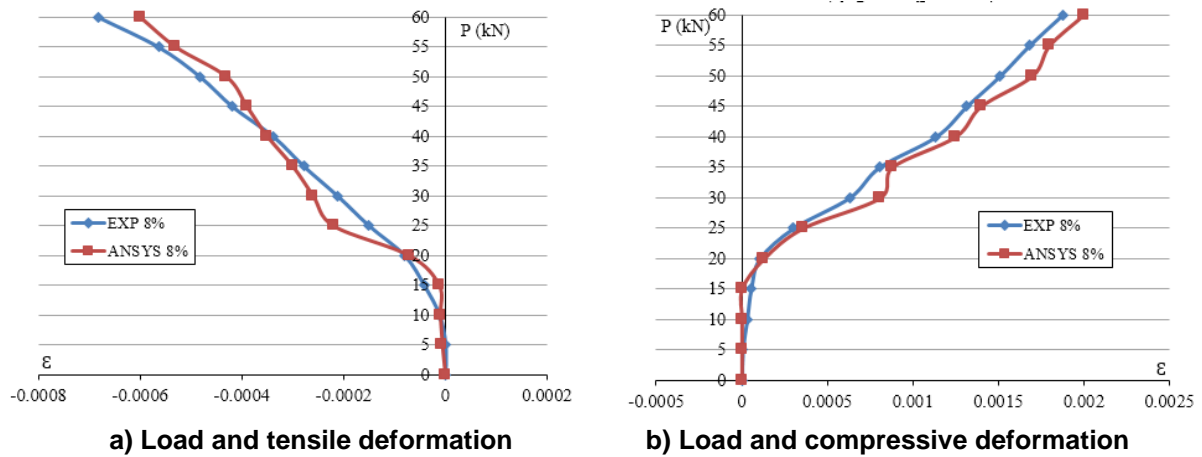 60
55
50
45
40
35
30
25
20
15
10
5
0
P (kN)
EXP 8%
ANSYS 8%
ε
-0.0008 -0.0006 -0.0004 -0.0002 0 0.0002
a) Load and tensile deformation
P (kN)
60
55
50
45
40
35
30
25
20
15
10
5
0
EXP 8%
ANSYS 8%
ε
-0.0005 0 0.0005 0.001 0.0015 0.002 0.0025
b) Load and compressive deformation